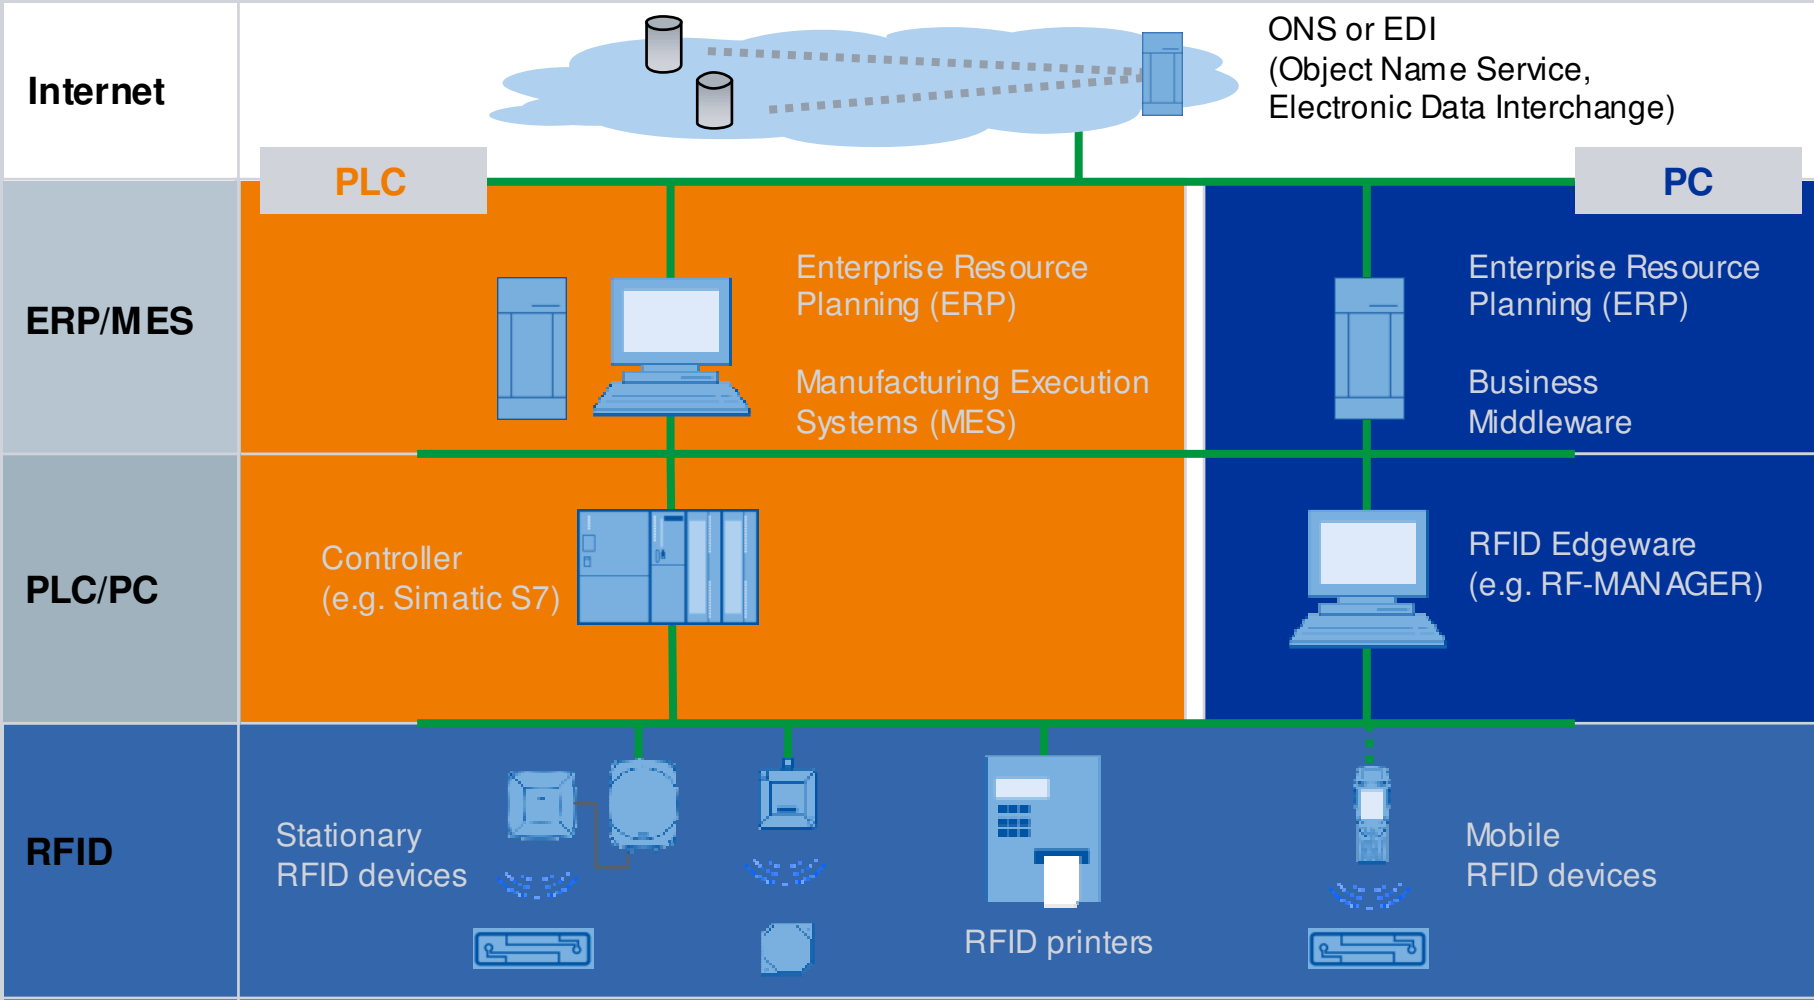 Internet
ONS or EDI
(Object Name Service,
Electronic Data Interchange)
PLC
PC
ERP/MES
Enterprise Resource
Planning (ERP)
Manufacturing Execution
Systems (MES)
Enterprise Resource
Planning (ERP)
Business
Middleware
PLC/PC
Controller
(e.g. Simatic S7)
RFID Edgeware
(e.g. RF-MANAGER)
RFID
Stationary
RFID devices
RFID printers
Mobile
RFID devices